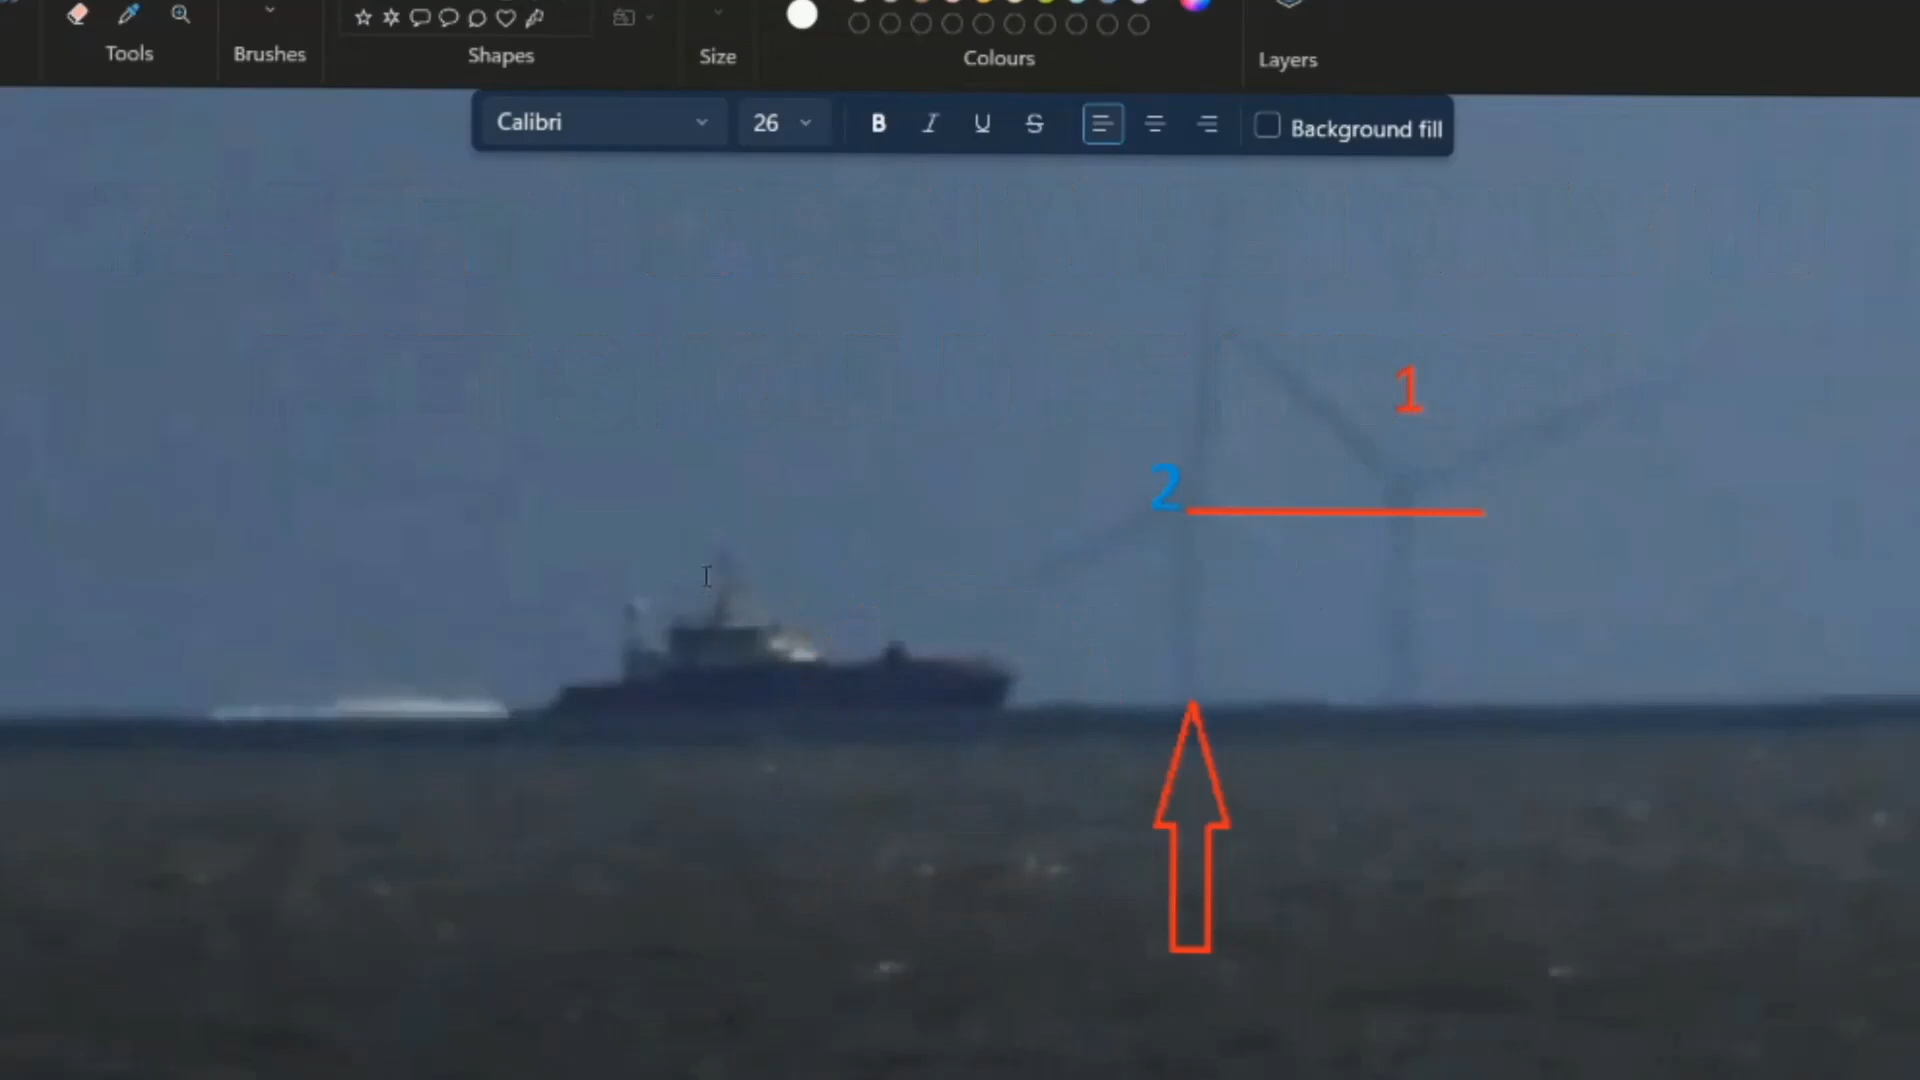 Tools
Brushes
Shapes
Size
Colours
Layers
Calibri
26
B
I
U
S
Background fill
1
2